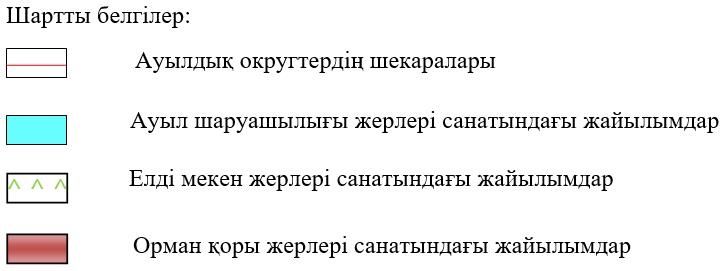 Шартты белгілер:
Ауылдық округтердің шекаралары
Ауыл шаруашылығы жерлері санатындағы жайылымдар
Елді мекен жерлері санатындағы жайылымдар
Орман қоры жерлері санатындағы жайылымдар